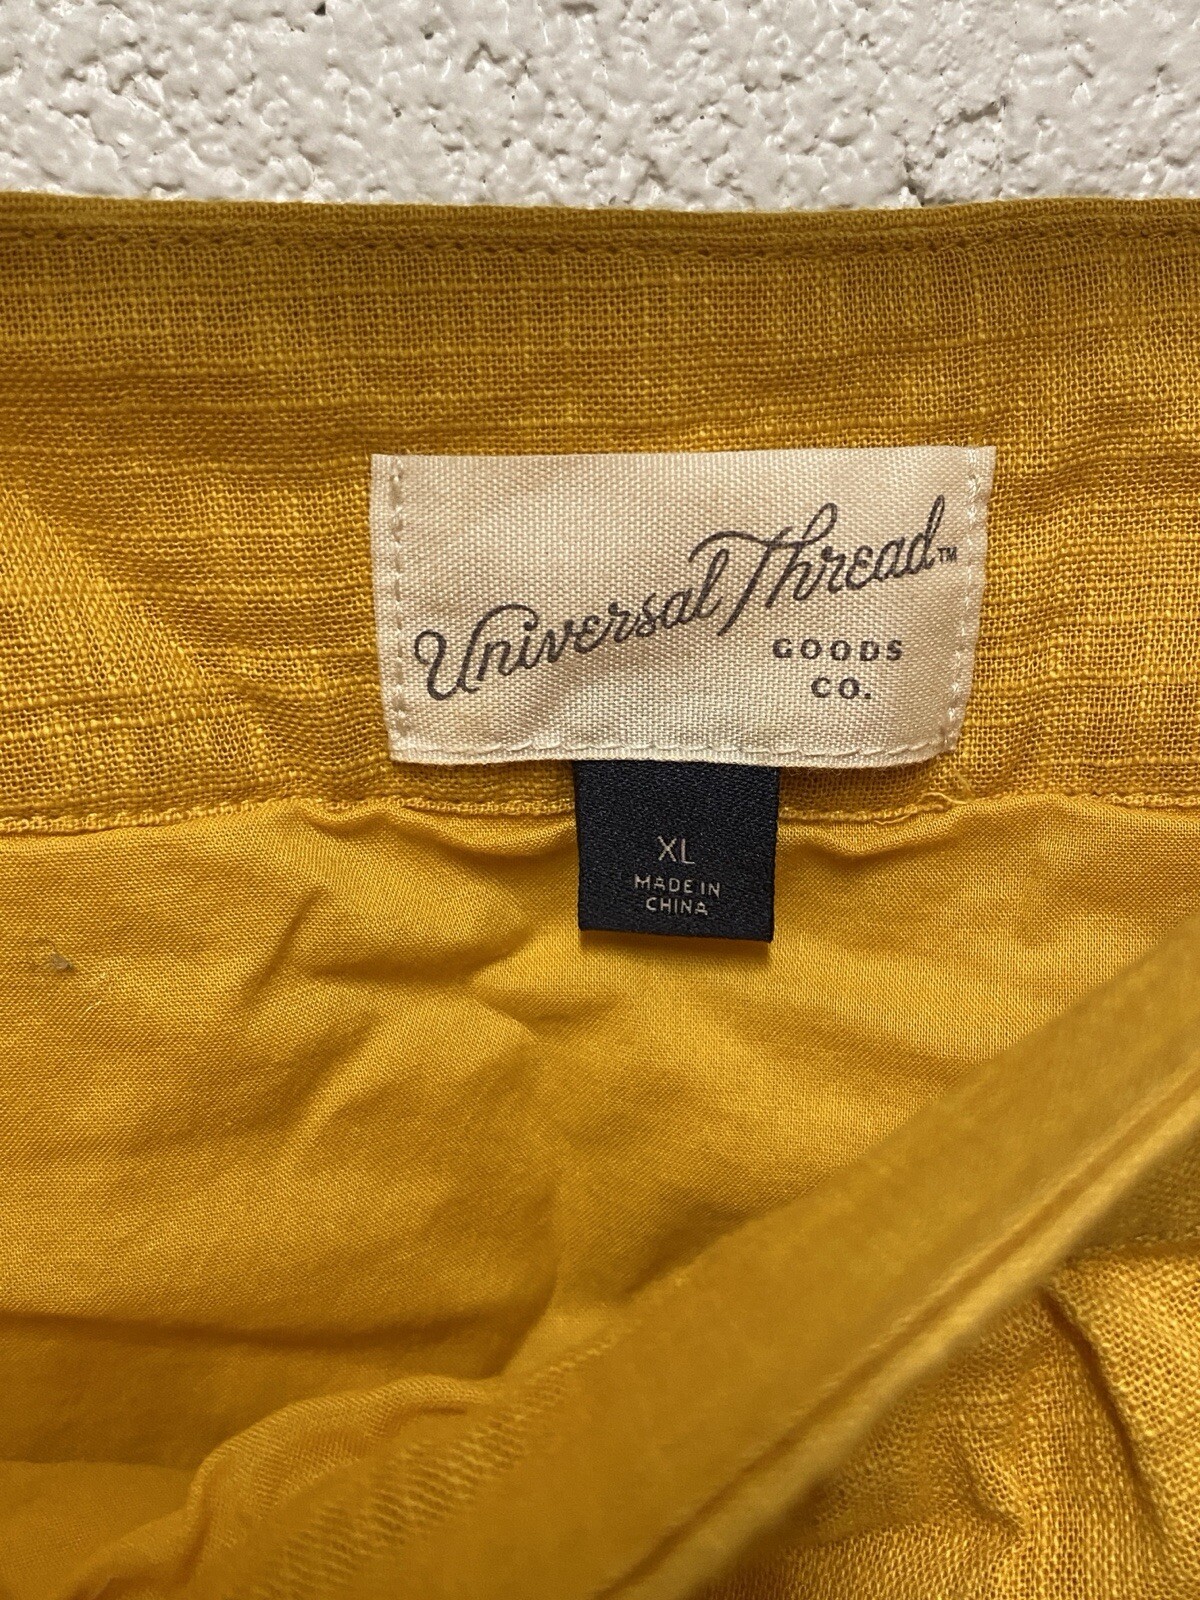 Universal Thread™
GOODS
CO.
XL
MADE IN
CHINA